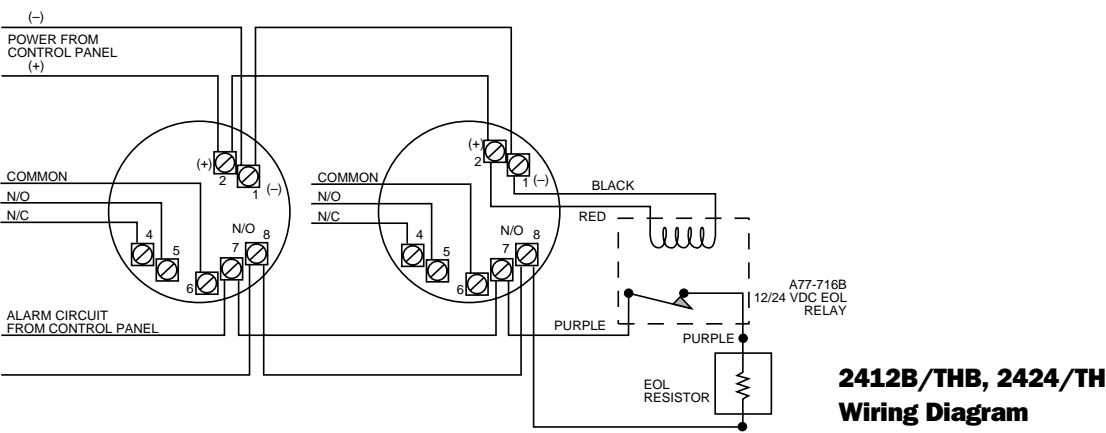 (–)
POWER FROM
CONTROL PANEL
(+)
(+)
2
1
(–)
COMMON
N/O
N/C
4
5
6
7
N/O
8
(+)
2
1
(–)
COMMON
N/O
N/C
4
5
6
7
N/O
8
BLACK
RED
A77-716B
12/24 VDC EOL
RELAY
ALARM CIRCUIT
FROM CONTROL PANEL
PURPLE
PURPLE
EOL
RESISTOR
2412B/THB, 2424/TH
Wiring Diagram